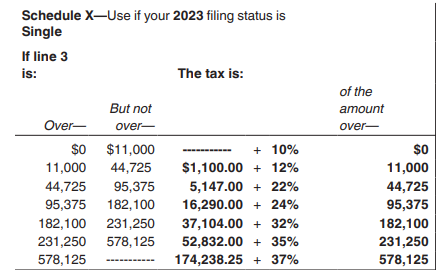 Schedule X—Use if your 2023 filing status is
Single
If line 3
is:
The tax is:
of the
But not
amount
Over—
over—
over—
$0 $11,000 ----------- + 10% $0
11,000 44,725 $1,100.00 + 12% 11,000
44,725 95,375 5,147.00 + 22% 44,725
95,375 182,100 16,290.00 + 24% 95,375
182,100 231,250 37,104.00 + 32% 182,100
231,250 578,125 52,832.00 + 35% 231,250
578,125 ----------- 174,238.25 + 37% 578,125